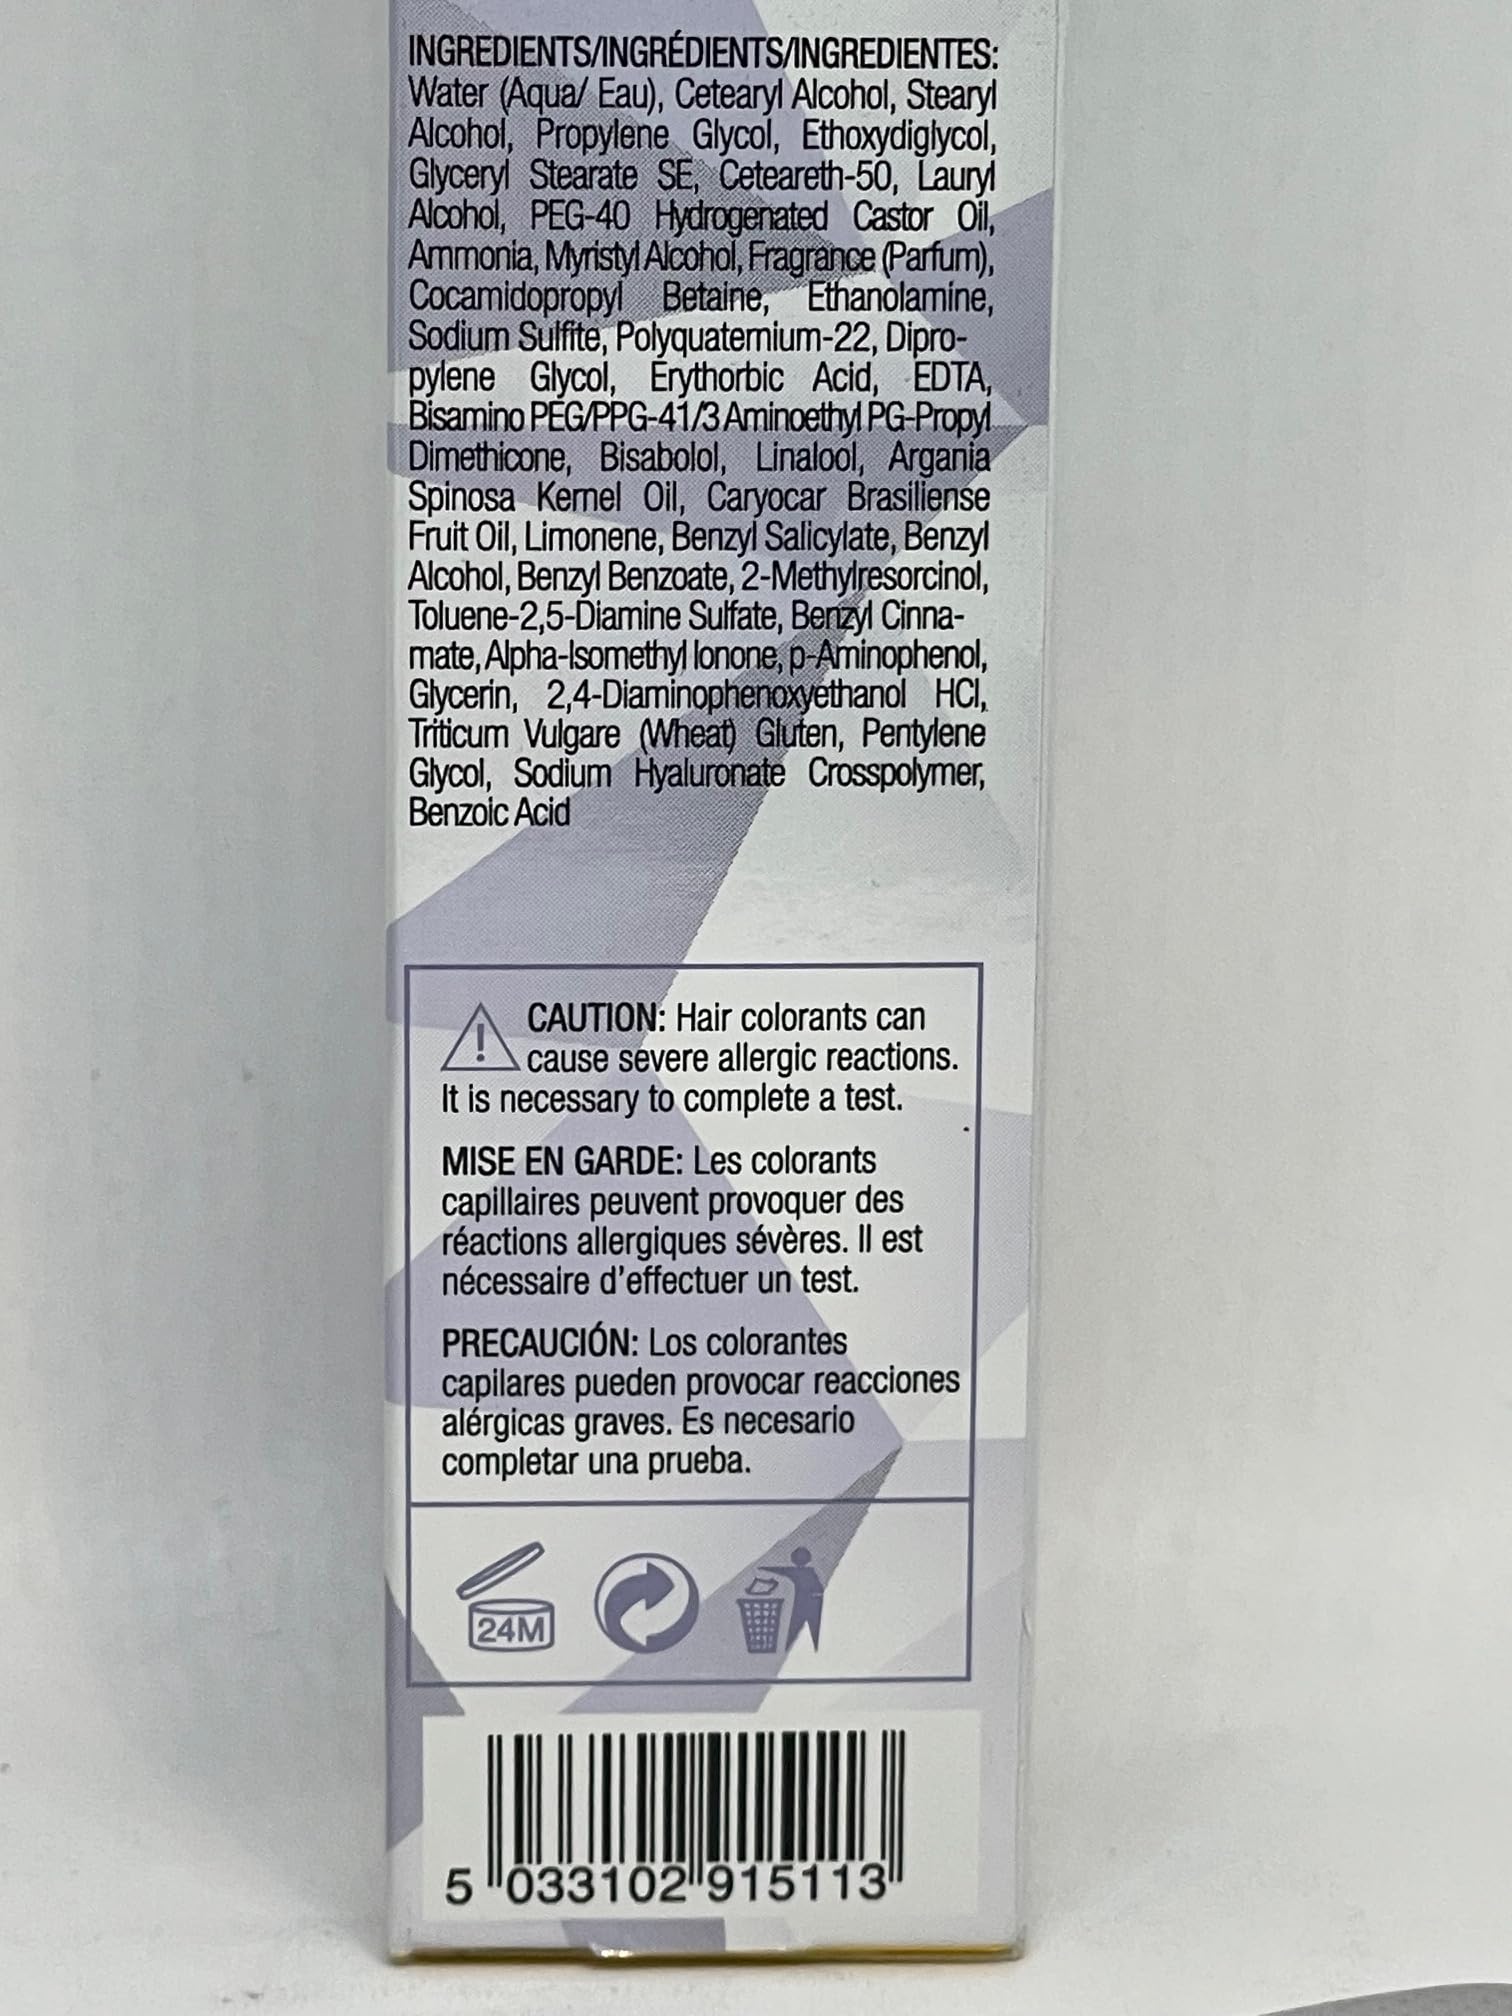 INGREDIENTS/INGRÉDIENTS/INGREDIENTES:
Water (Aqua/ Eau), Cetearyl Alcohol, Stearyl
Alcohol, Propylene Glycol, Ethoxydiglycol,
Glyceryl Stearate SE, Ceteareth-50, Lauryl
Alcohol, PEG-40 Hydrogenated Castor Oil,
Ammonia, Myristyl Alcohol, Fragrance (Parfum),
Cocamidopropyl Betaine, Ethanolamine,
Sodium Sulfite, Polyquaternium-22, Dipro-
pylene Glycol, Erythorbic Acid, EDTA,
Bisamino PEG/PPG-41/3 Aminoethyl PG-Propyl
Dimethicone, Bisabolol, Linalool, Argania
Spinosa Kernel Oil, Caryocar Brasiliense
Fruit Oil, Limonene, Benzyl Salicylate, Benzyl
Alcohol, Benzyl Benzoate, 2-Methylresorcinol,
Toluene-2,5-Diamine Sulfate, Benzyl Cinna-
mate, Alpha-Isomethyl Ionone, p-Aminophenol,
Glycerin, 2,4-Diaminophenoxyethanol HCl,
Triticum Vulgare (Wheat) Gluten, Pentylene
Glycol, Sodium Hyaluronate Crosspolymer,
Benzoic Acid
CAUTION: Hair colorants can
cause severe allergic reactions.
It is necessary to complete a test.
MISE EN GARDE: Les colorants
capillaires peuvent provoquer des
réactions allergiques sévères. Il est
nécessaire d'effectuer un test.
PRECAUCIÓN: Los colorantes
capilares pueden provocar reacciones
alérgicas graves. Es necesario
completar una prueba.
24M
5 033102 915113